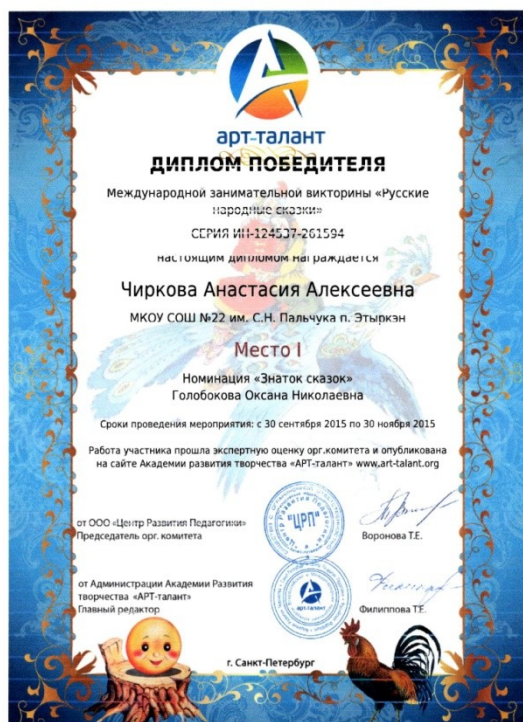 арт-талант
ДИПЛОМ ПОБЕДИТЕЛЯ
Международной занимательной викторины «Русские
народные сказки»
СЕРИЯ ИН-124537-261594
настоящим дипломом награждается
Чиркова Анастасия Алексеевна
МКОУ СОШ №22 им. С.Н. Пальчука п. Этыркэн
Место I
Номинация «Знаток сказок»
Голобокова Оксана Николаевна
Сроки проведения мероприятия: с 30 сентября 2015 по 30 ноября 2015
Работа участника прошла экспертную оценку орг.комитета и опубликована
на сайте Академии развития творчества «АРТ-талант» www.art-talant.org
от ООО «Центр Развития Педагогики»
Председатель орг. комитета
"ЦРП"
Воронова Т.Е.
от Администрации Академии Развития
творчества «АРТ-талант»
Главный редактор
арт-талант
Филиппова Т.Е.
г. Санкт-Петербург